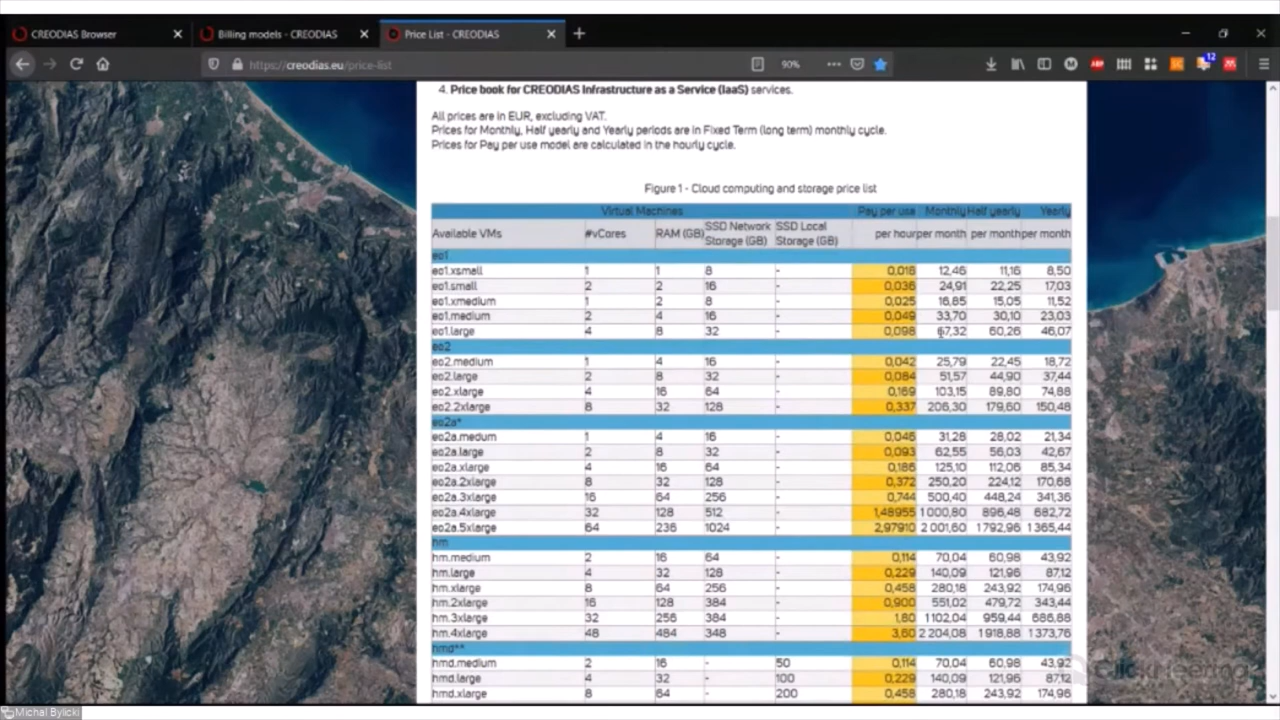 CREODIAS Browser
Billing models - CREODIAS
Price List - CREODIAS
https://creodias.eu/price-list
90%
ABP
12
4. Price book for CREODIAS Infrastructure as a Service (IaaS) services.
All prices are in EUR, excluding VAT.
Prices for Monthly, Half yearly and Yearly periods are in Fixed Term (long term) monthly cycle.
Prices for Pay per use model are calculated in the hourly cycle.
Figure 1 - Cloud computing and storage price list
Virtual Machines Pay per use Monthly Half yearly Yearly
Available VMs #vCores RAM (GB) SSD Network Storage (GB) SSD Local Storage (GB) per hour per month per month per month
eo1
eo1.xsmall 1 1 8 - 0,018 12,46 11,16 8,50
eo1.small 2 2 16 - 0,036 24,91 22,25 17,03
eo1.xmedium 1 2 8 - 0,025 16,85 15,05 11,52
eo1.medium 2 4 16 - 0,049 33,70 30,10 23,03
eo1.large 4 8 32 - 0,098 67,32 60,26 46,07
eo2
eo2.medium 1 4 16 - 0,042 25,79 22,45 18,72
eo2.large 2 8 32 - 0,084 51,57 44,90 37,44
eo2.xlarge 4 16 64 - 0,169 103,15 89,80 74,88
eo2.2xlarge 8 32 128 - 0,337 206,30 179,60 150,48
eo2a*
eo2a.medum 1 4 16 - 0,046 31,28 28,02 21,34
eo2a.large 2 8 32 - 0,093 62,55 56,03 42,67
eo2a.xlarge 4 16 64 - 0,186 125,10 112,06 85,34
eo2a.2xlarge 8 32 128 - 0,372 250,20 224,12 170,68
eo2a.3xlarge 16 64 256 - 0,744 500,40 448,24 341,36
eo2a.4xlarge 32 128 512 - 1,48955 1 000,80 896,48 682,72
eo2a.5xlarge 64 236 1024 - 2,97910 2 001,60 1 792,96 1 365,44
hm
hm.medium 2 16 64 - 0,114 70,04 60,98 43,92
hm.large 4 32 128 - 0,229 140,09 121,96 87,12
hm.xlarge 8 64 256 - 0,458 280,18 243,92 174,96
hm.2xlarge 16 128 384 - 0,900 551,02 479,72 343,44
hm.3xlarge 32 256 384 - 1,80 1 102,04 959,44 686,88
hm.4xlarge 48 484 348 - 3,60 2 204,08 1 918,88 1 373,76
hmd**
hmd.medium 2 16 - 50 0,114 70,04 60,98 43,92
hmd.large 4 32 - 100 0,229 140,09 121,96 87,12
hmd.xlarge 8 64 - 200 0,458 280,18 243,92 174,96
Michał Bylicki